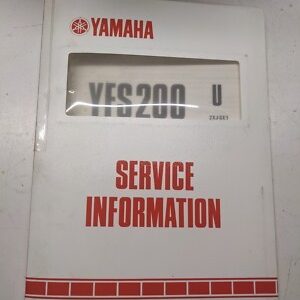 YAMAHA
YFS200 U
SERVICE
INFORMATION